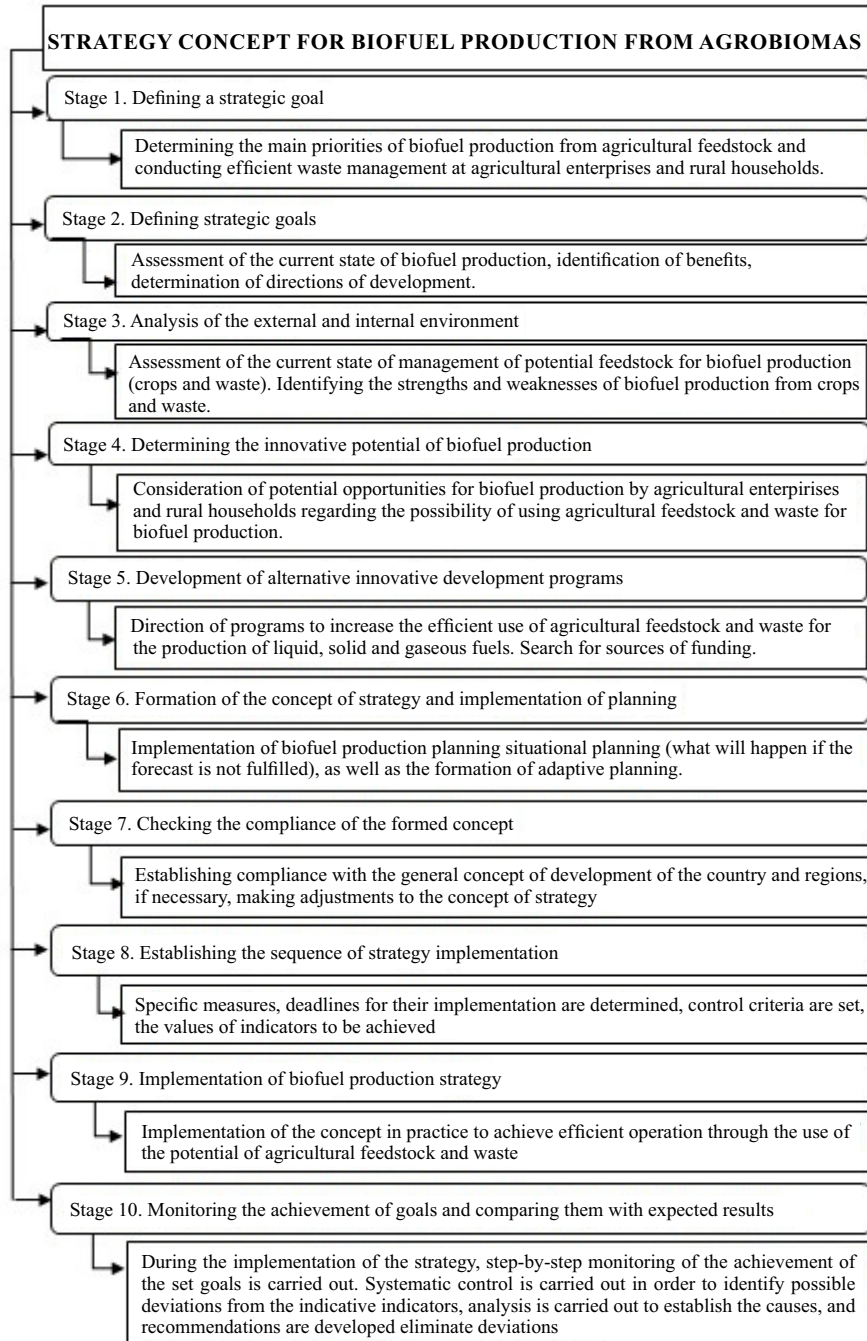 STRATEGY CONCEPT FOR BIOFUEL PRODUCTION FROM AGROBIOMAS
Stage 1. Defining a strategic goal
Determining the main priorities of biofuel production from agricultural feedstock and
conducting efficient waste management at agricultural enterprises and rural households.
Stage 2. Defining strategic goals
Assessment of the current state of biofuel production, identification of benefits,
determination of directions of development.
Stage 3. Analysis of the external and internal environment
Assessment of the current state of management of potential feedstock for biofuel production
(crops and waste). Identifying the strengths and weaknesses of biofuel production from crops
and waste.
Stage 4. Determining the innovative potential of biofuel production
Consideration of potential opportunities for biofuel production by agricultural enterpirises
and rural households regarding the possibility of using agricultural feedstock and waste for
biofuel production.
Stage 5. Development of alternative innovative development programs
Direction of programs to increase the efficient use of agricultural feedstock and waste for
the production of liquid, solid and gaseous fuels. Search for sources of funding.
Stage 6. Formation of the concept of strategy and implementation of planning
Implementation of biofuel production planning situational planning (what will happen if the
forecast is not fulfilled), as well as the formation of adaptive planning.
Stage 7. Checking the compliance of the formed concept
Establishing compliance with the general concept of development of the country and regions,
if necessary, making adjustments to the concept of strategy
Stage 8. Establishing the sequence of strategy implementation
Specific measures, deadlines for their implementation are determined, control criteria are set,
the values of indicators to be achieved
Stage 9. Implementation of biofuel production strategy
Implementation of the concept in practice to achieve efficient operation through the use of
the potential of agricultural feedstock and waste
Stage 10. Monitoring the achievement of goals and comparing them with expected results
During the implementation of the strategy, step-by-step monitoring of the achievement of
the set goals is carried out. Systematic control is carried out in order to identify possible
deviations from the indicative indicators, analysis is carried out to establish the causes, and
recommendations are developed eliminate deviations